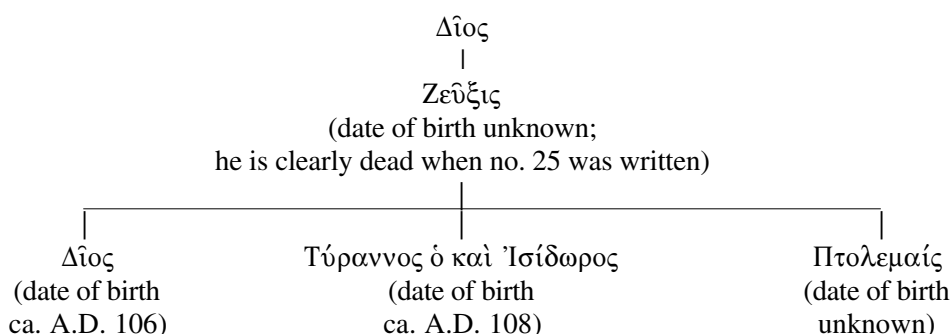 Δῖος
Ζεῦξις
(date of birth unknown;
he is clearly dead when no. 25 was written)
Δῖος Τύραννος ὁ καὶ Ἰσίδωρος Πτολεμαίς
(date of birth (date of birth (date of birth
ca. A.D. 106) ca. A.D. 108) unknown)